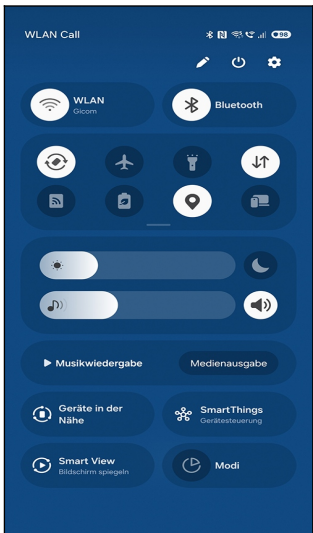 WLAN Call
98
WLAN
Gicom
Bluetooth
Musikwiedergabe
Medienausgabe
Geräte in der
Nähe
SmartThings
Gerätesteuerung
Smart View
Bildschirm spiegeln
Modi